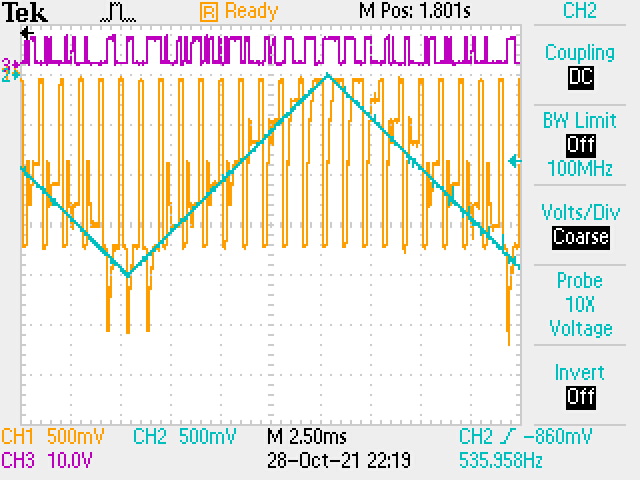 Tek R Ready M Pos: 1.801s CH2
Coupling
DC
BW Limit
Off
100MHz
Volts/Div
Coarse
Probe
10X
Voltage
Invert
Off
CH1 500mV CH2 500mV M 2.50ms CH2 -860mV
CH3 10.0V 28-Oct-21 22:19 535.958Hz